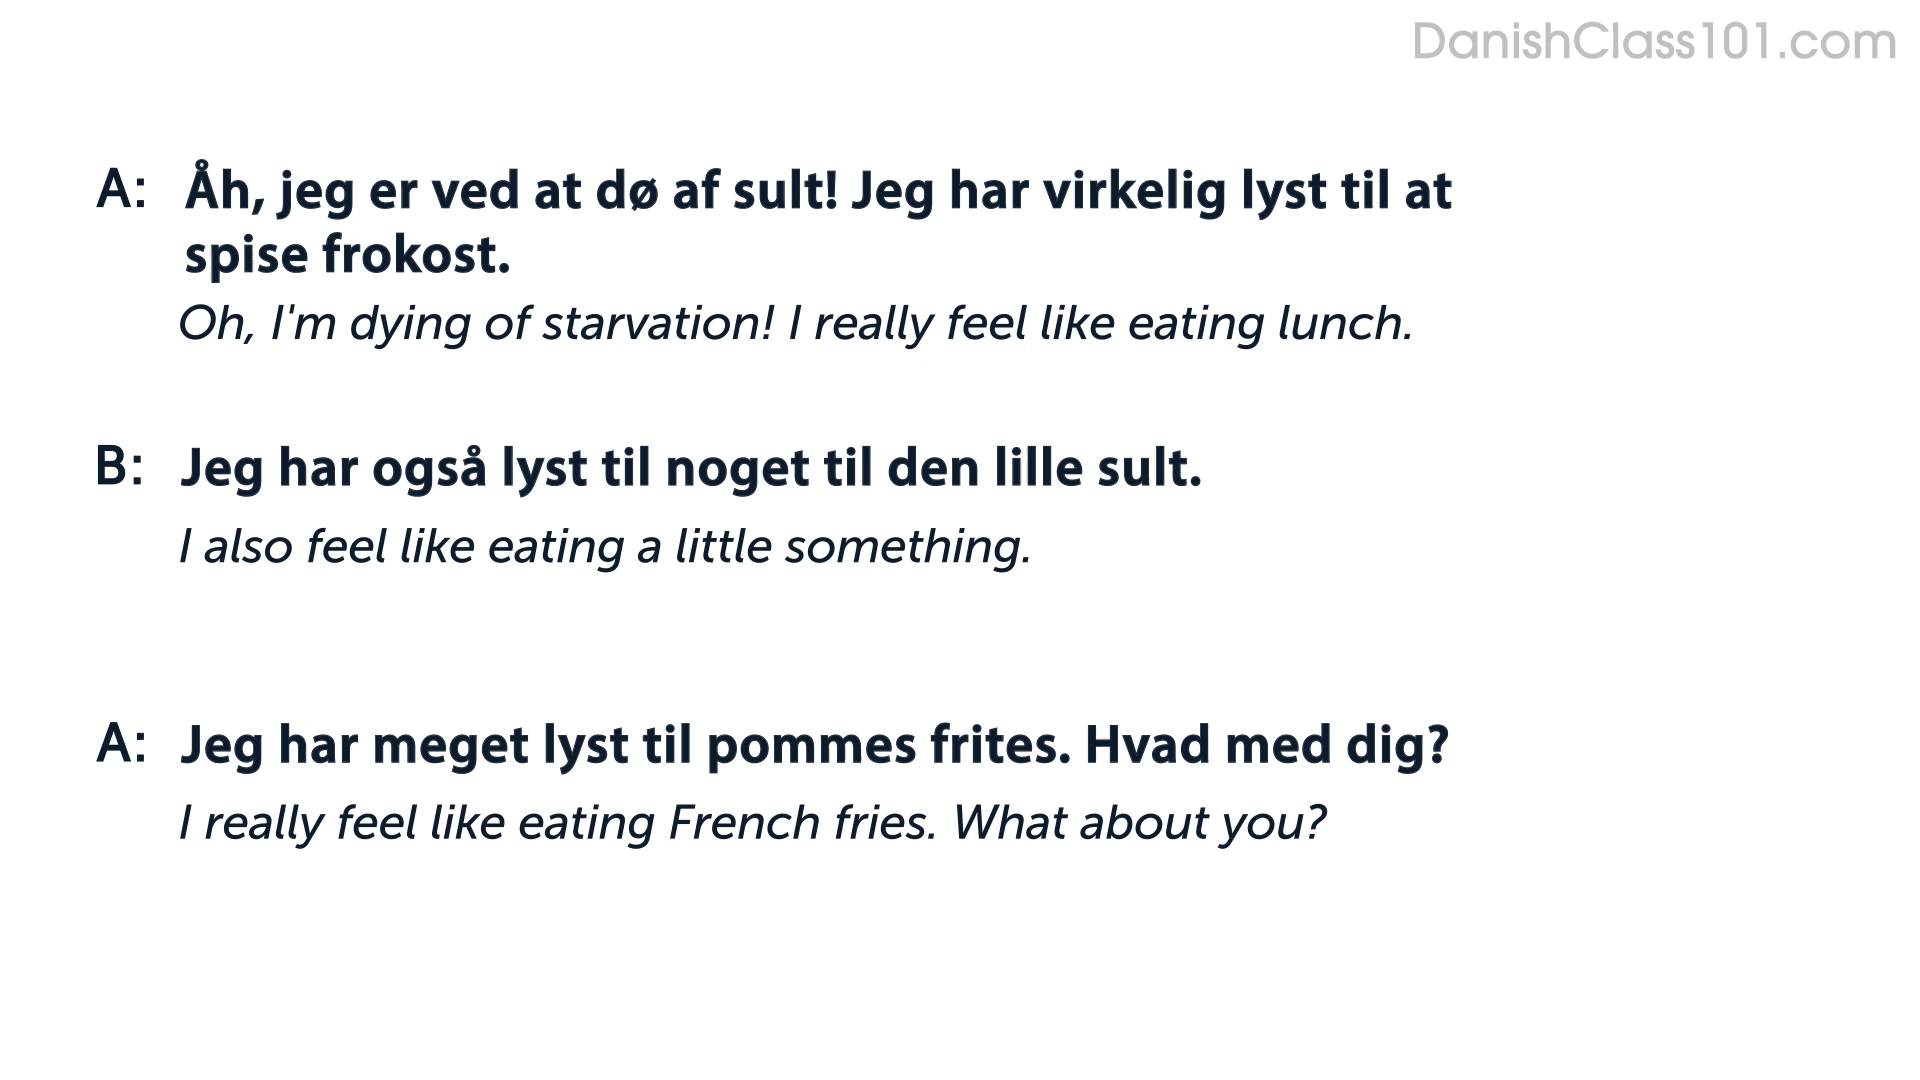 DanishClass101.com
A: Åh, jeg er ved at dø af sult! Jeg har virkelig lyst til at
spise frokost.
Oh, I'm dying of starvation! I really feel like eating lunch.
B: Jeg har også lyst til noget til den lille sult.
I also feel like eating a little something.
A: Jeg har meget lyst til pommes frites. Hvad med dig?
I really feel like eating French fries. What about you?